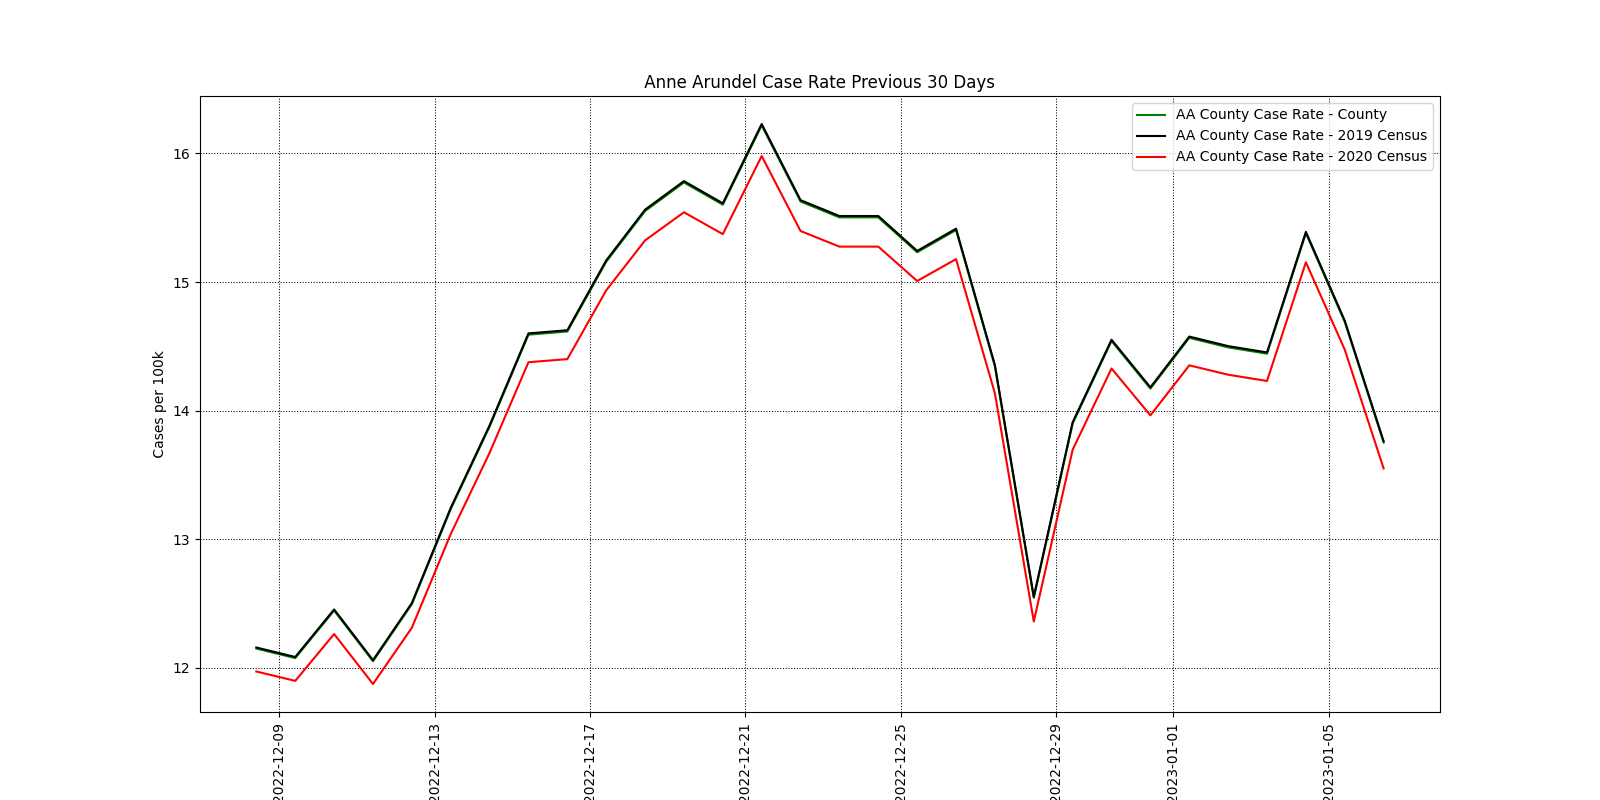 Anne Arundel Case Rate Previous 30 Days
AA County Case Rate - County
AA County Case Rate - 2019 Census
AA County Case Rate - 2020 Census
Cases per 100k
16
15
14
13
12
2022-12-09
2022-12-13
2022-12-17
2022-12-21
2022-12-25
2022-12-29
2023-01-01
2023-01-05